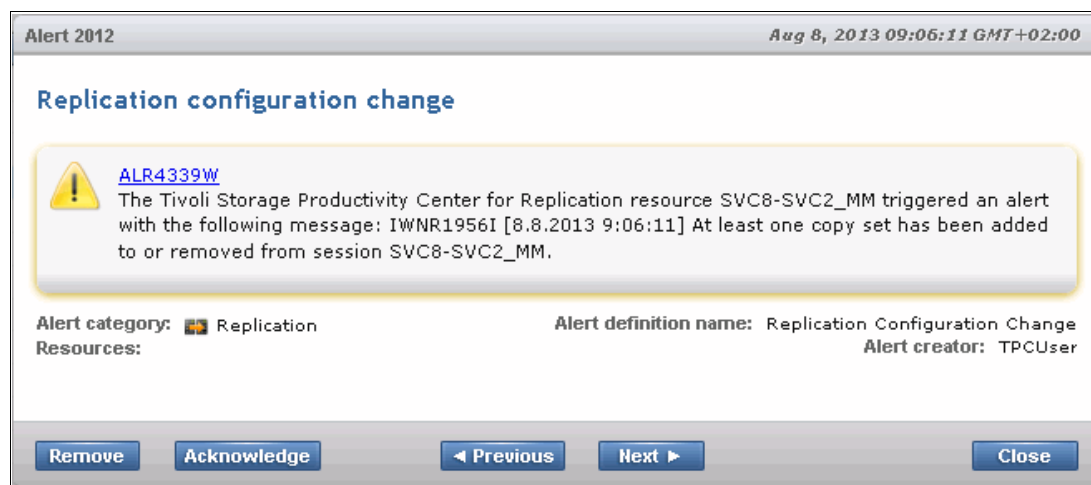 Alert 2012 Aug 8, 2013 09:06:11 GMT+02:00
Replication configuration change
ALR4339W
The Tivoli Storage Productivity Center for Replication resource SVC8-SVC2_MM triggered an alert
with the following message: IWNR1956I [8.8.2013 9:06:11] At least one copy set has been added
to or removed from session SVC8-SVC2_MM.
Alert category: Replication Alert definition name: Replication Configuration Change
Resources: Alert creator: TPCUser
Remove Acknowledge ◄ Previous Next ► Close